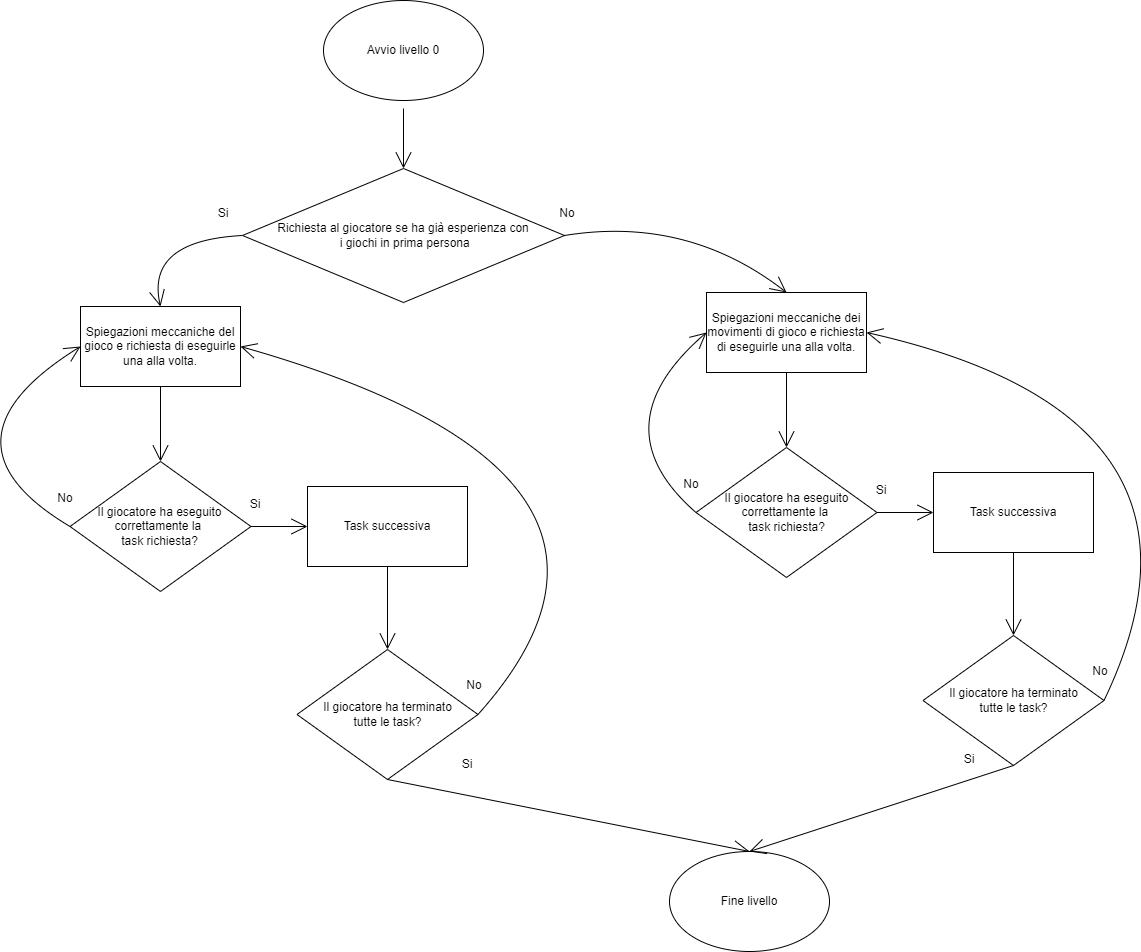 Avvio livello 0
Si
No
Richiesta al giocatore se ha già esperienza con
i giochi in prima persona
Spiegazioni meccaniche del
gioco e richiesta di eseguirle
una alla volta.
Spiegazioni meccaniche dei
movimenti di gioco e richiesta
di eseguirle una alla volta.
No
Il giocatore ha eseguito
correttamente la
task richiesta?
Si
Task successiva
No
Il giocatore ha eseguito
correttamente la
task richiesta?
Si
Task successiva
No
Il giocatore ha terminato
tutte le task?
Si
No
Il giocatore ha terminato
tutte le task?
Si
Fine livello